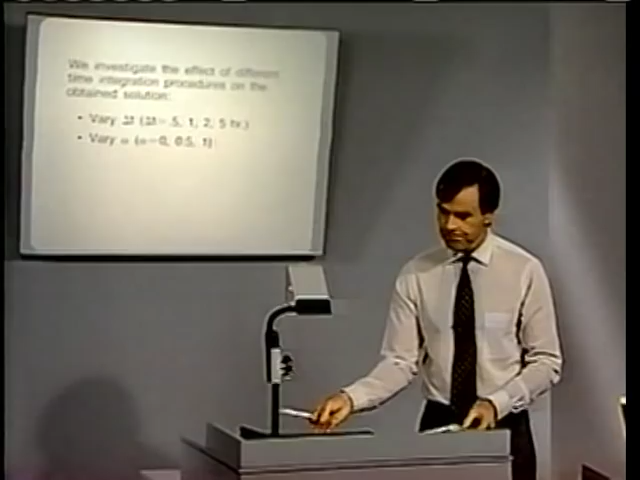 We investigate the effect of different
time integration procedures on the
obtained solution:
• Vary Δt (Δt = .5, 1, 2, 5 hr.)
• Vary α (α = 0, 0.5, 1)